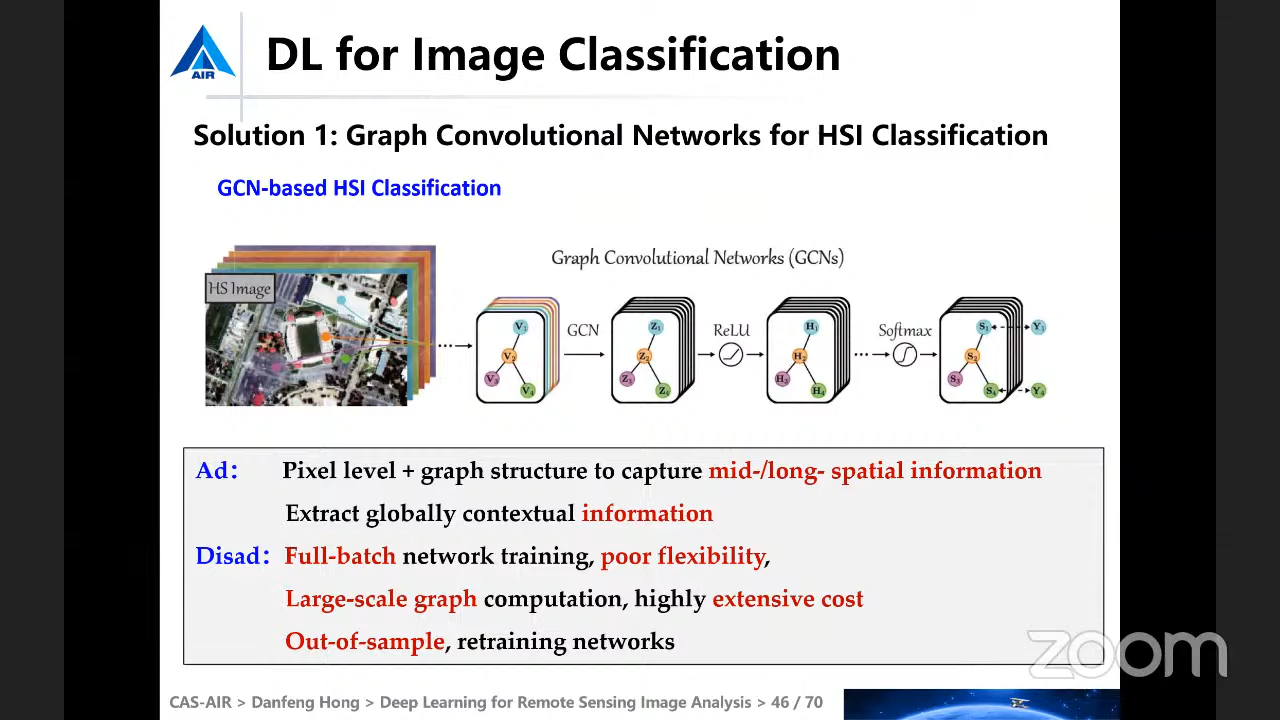 AIR
DL for Image Classification
Solution 1: Graph Convolutional Networks for HSI Classification
GCN-based HSI Classification
Graph Convolutional Networks (GCNs)
HS Image
GCN
ReLU
Softmax
V1 Z1 H1 S1 Y1
V2 Z2 H2 S2
V3 Z3 H3 S3
V4 Z4 H4 S4 Y4
Ad: Pixel level + graph structure to capture mid-/long- spatial information
Extract globally contextual information
Disad: Full-batch network training, poor flexibility,
Large-scale graph computation, highly extensive cost
Out-of-sample, retraining networks
zoom
CAS-AIR > Danfeng Hong > Deep Learning for Remote Sensing Image Analysis > 46 / 70